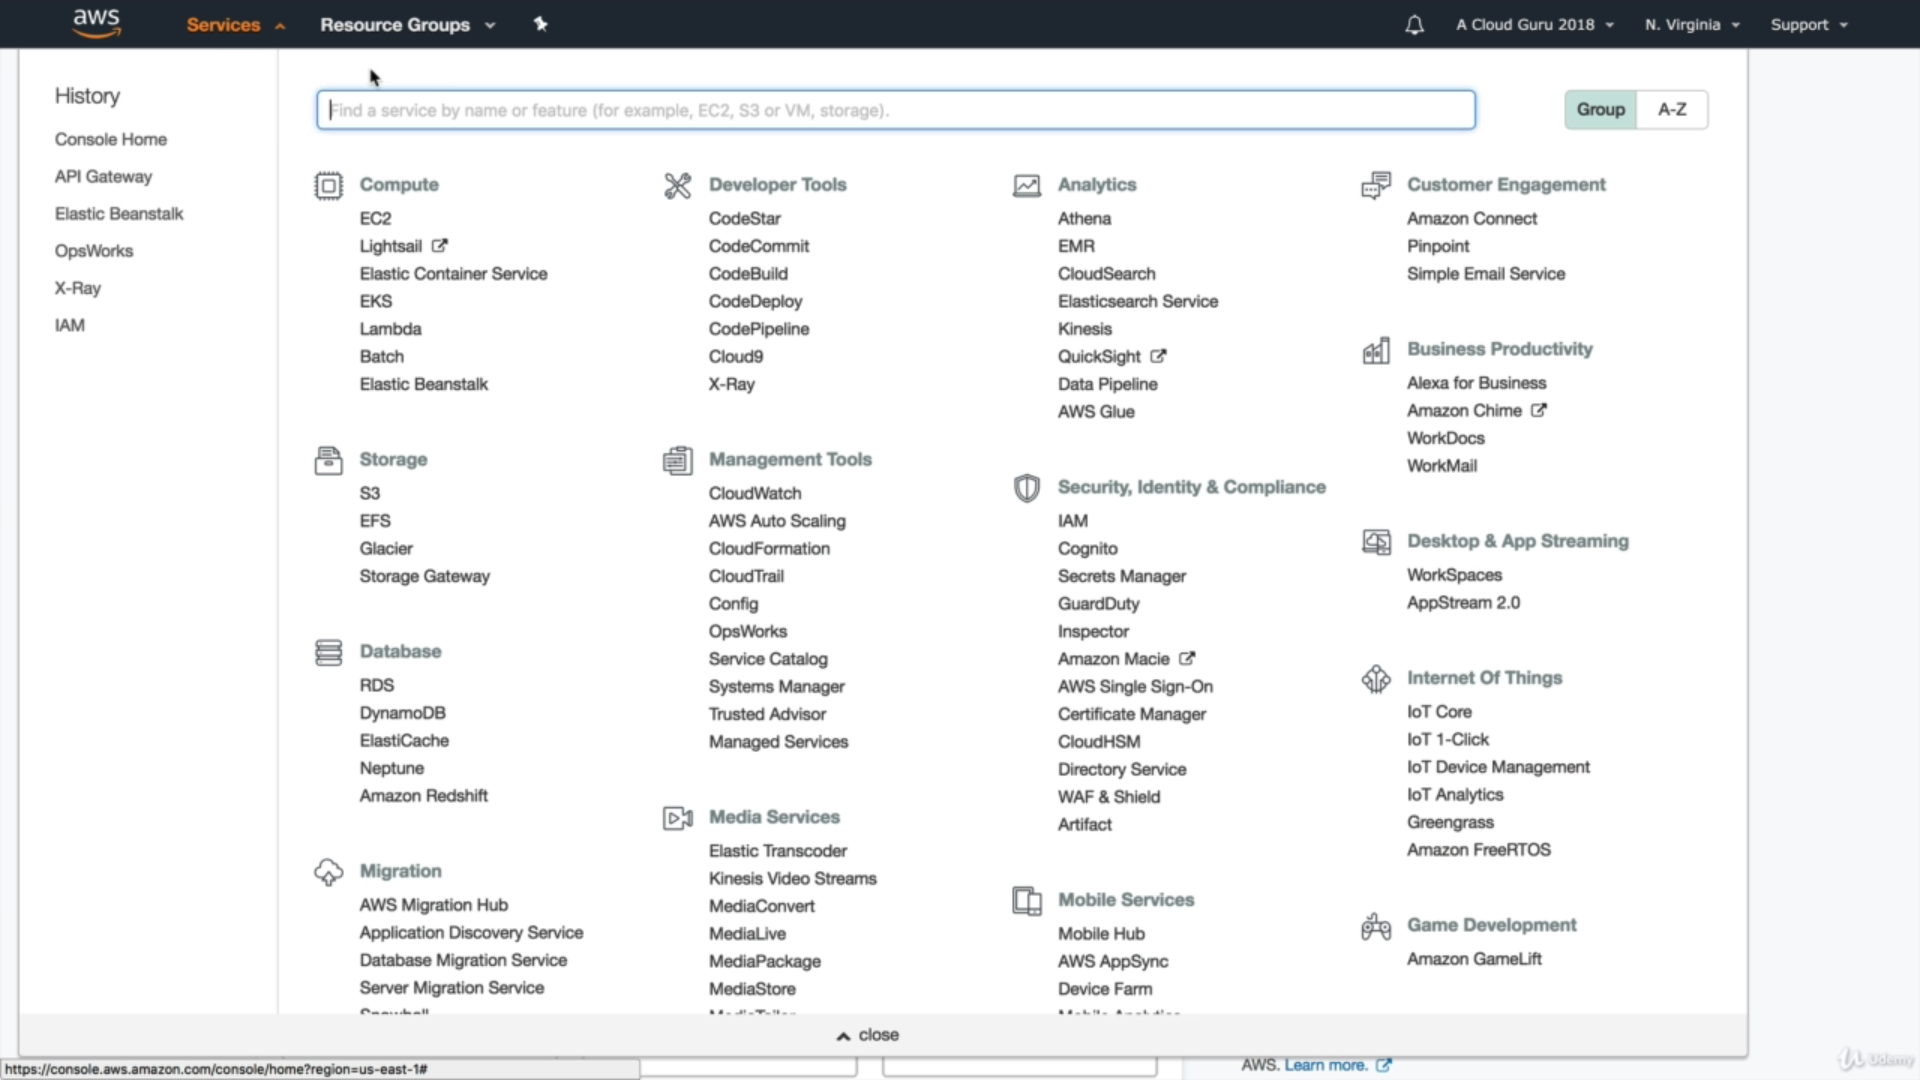 aws
Services
Resource Groups
A Cloud Guru 2018
N. Virginia
Support
History
Console Home
API Gateway
Elastic Beanstalk
OpsWorks
X-Ray
IAM
Find a service by name or feature (for example, EC2, S3 or VM, storage).
Group
A-Z
Compute
EC2
Lightsail
Elastic Container Service
EKS
Lambda
Batch
Elastic Beanstalk
Storage
S3
EFS
Glacier
Storage Gateway
Database
RDS
DynamoDB
ElastiCache
Neptune
Amazon Redshift
Migration
AWS Migration Hub
Application Discovery Service
Database Migration Service
Server Migration Service
Snowball
Developer Tools
CodeStar
CodeCommit
CodeBuild
CodeDeploy
CodePipeline
Cloud9
X-Ray
Management Tools
CloudWatch
AWS Auto Scaling
CloudFormation
CloudTrail
Config
OpsWorks
Service Catalog
Systems Manager
Trusted Advisor
Managed Services
Media Services
Elastic Transcoder
Kinesis Video Streams
MediaConvert
MediaLive
MediaPackage
MediaStore
MediaTailor
Analytics
Athena
EMR
CloudSearch
Elasticsearch Service
Kinesis
QuickSight
Data Pipeline
AWS Glue
Security, Identity & Compliance
IAM
Cognito
Secrets Manager
GuardDuty
Inspector
Amazon Macie
AWS Single Sign-On
Certificate Manager
CloudHSM
Directory Service
WAF & Shield
Artifact
Mobile Services
Mobile Hub
AWS AppSync
Device Farm
Mobile Analytics
Customer Engagement
Amazon Connect
Pinpoint
Simple Email Service
Business Productivity
Alexa for Business
Amazon Chime
WorkDocs
WorkMail
Desktop & App Streaming
WorkSpaces
AppStream 2.0
Internet Of Things
IoT Core
IoT 1-Click
IoT Device Management
IoT Analytics
Greengrass
Amazon FreeRTOS
Game Development
Amazon GameLift
close
AWS. Learn more.
https://console.aws.amazon.com/console/home?region=us-east-1#
Udemy